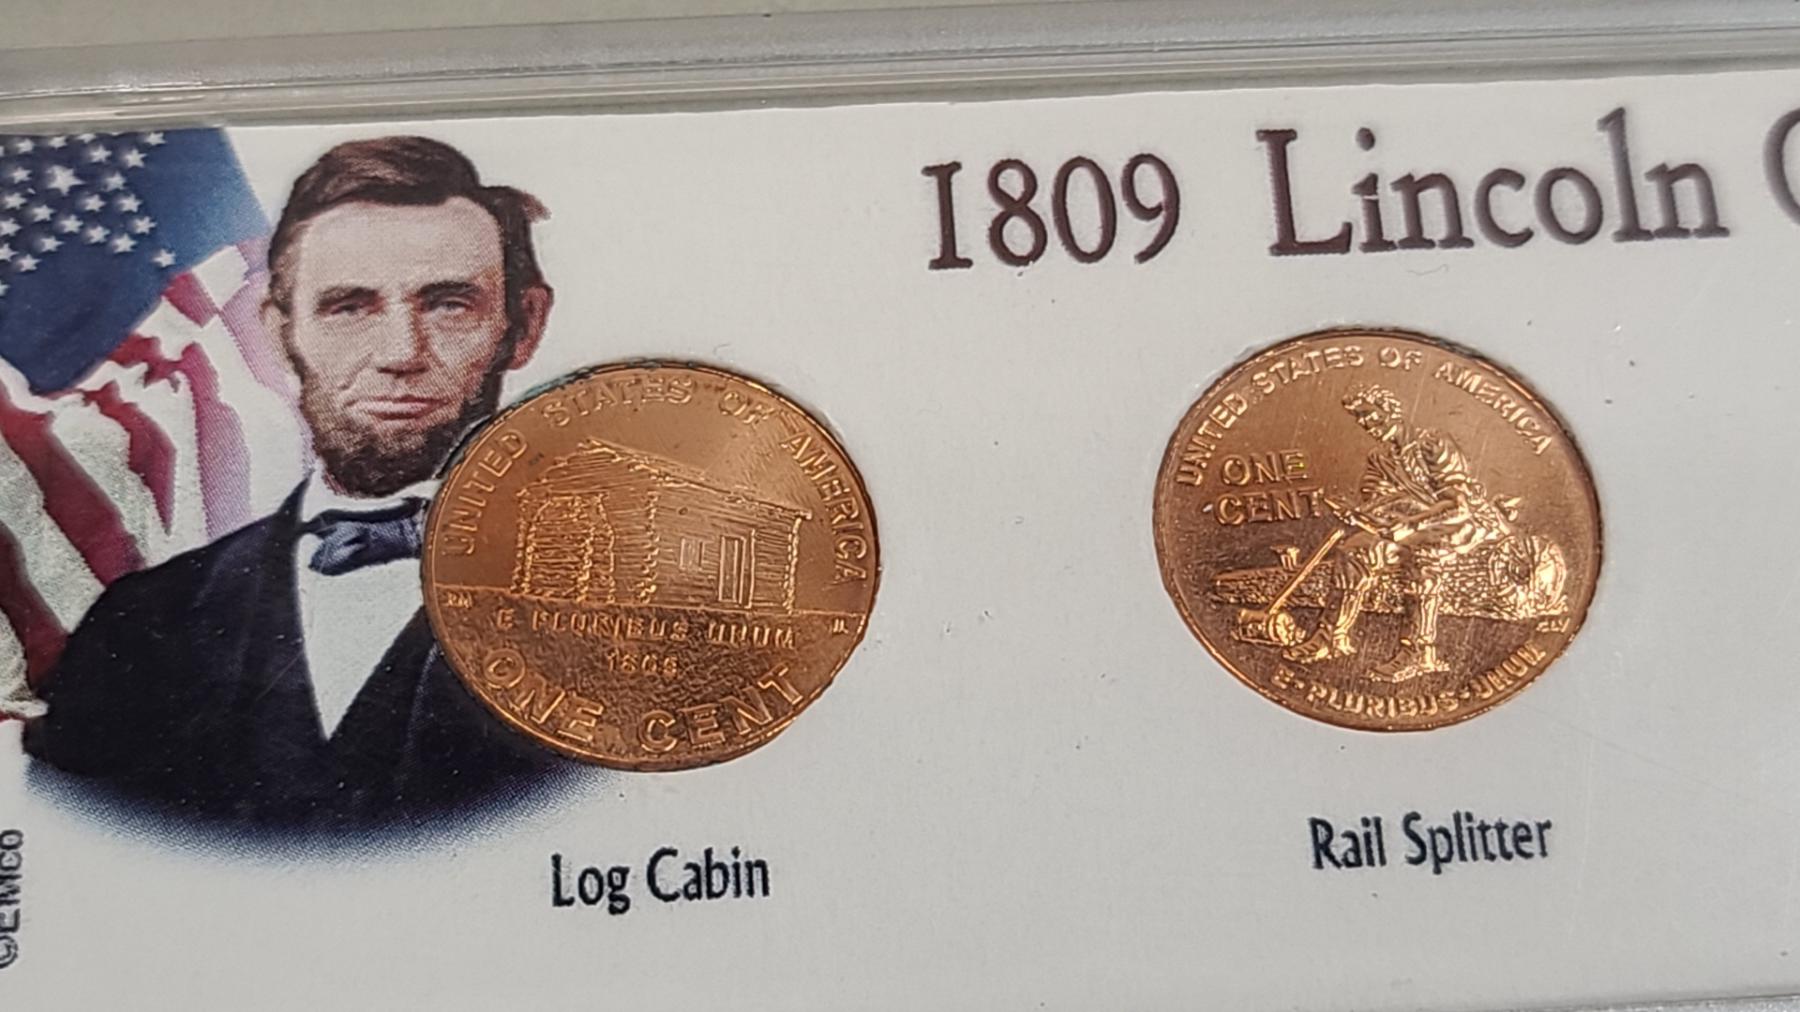 1809 Lincoln
UNITED STATES OF AMERICA
E PLURIBUS UNUM
ONE CENT
Log Cabin
UNITED STATES OF AMERICA
ONE
CENT
E·PLURIBUS·UNUM
Rail Splitter
©EMCO